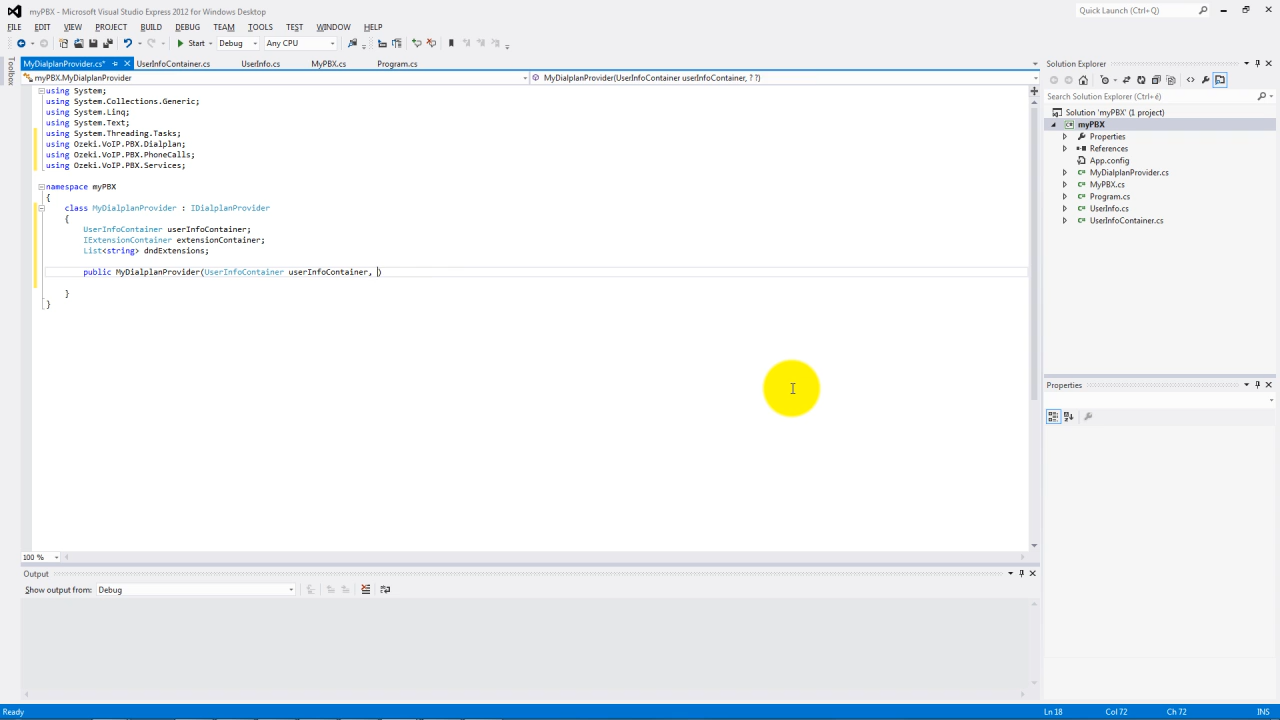 myPBX - Microsoft Visual Studio Express 2012 for Windows Desktop
Quick Launch (Ctrl+Q)
FILE EDIT VIEW PROJECT BUILD DEBUG TEAM TOOLS TEST WINDOW HELP
Start Debug Any CPU
Toolbox
MyDialplanProvider.cs* UserInfoContainer.cs UserInfo.cs MyPBX.cs Program.cs
myPBX.MyDialplanProvider MyDialplanProvider(UserInfoContainer userInfoContainer, ? ?)
using System;
using System.Collections.Generic;
using System.Linq;
using System.Text;
using System.Threading.Tasks;
using Ozeki.VoIP.PBX.Dialplan;
using Ozeki.VoIP.PBX.PhoneCalls;
using Ozeki.VoIP.PBX.Services;
namespace myPBX
{
class MyDialplanProvider : IDialplanProvider
{
UserInfoContainer userInfoContainer;
IExtensionContainer extensionContainer;
List<string> dndExtensions;
public MyDialplanProvider(UserInfoContainer userInfoContainer, )
}
}
100 %
Output
Show output from: Debug
Solution Explorer
Search Solution Explorer (Ctrl+é)
Solution 'myPBX' (1 project)
myPBX
Properties
References
App.config
MyDialplanProvider.cs
MyPBX.cs
Program.cs
UserInfo.cs
UserInfoContainer.cs
Properties
Ready Ln 18 Col 72 Ch 72 INS